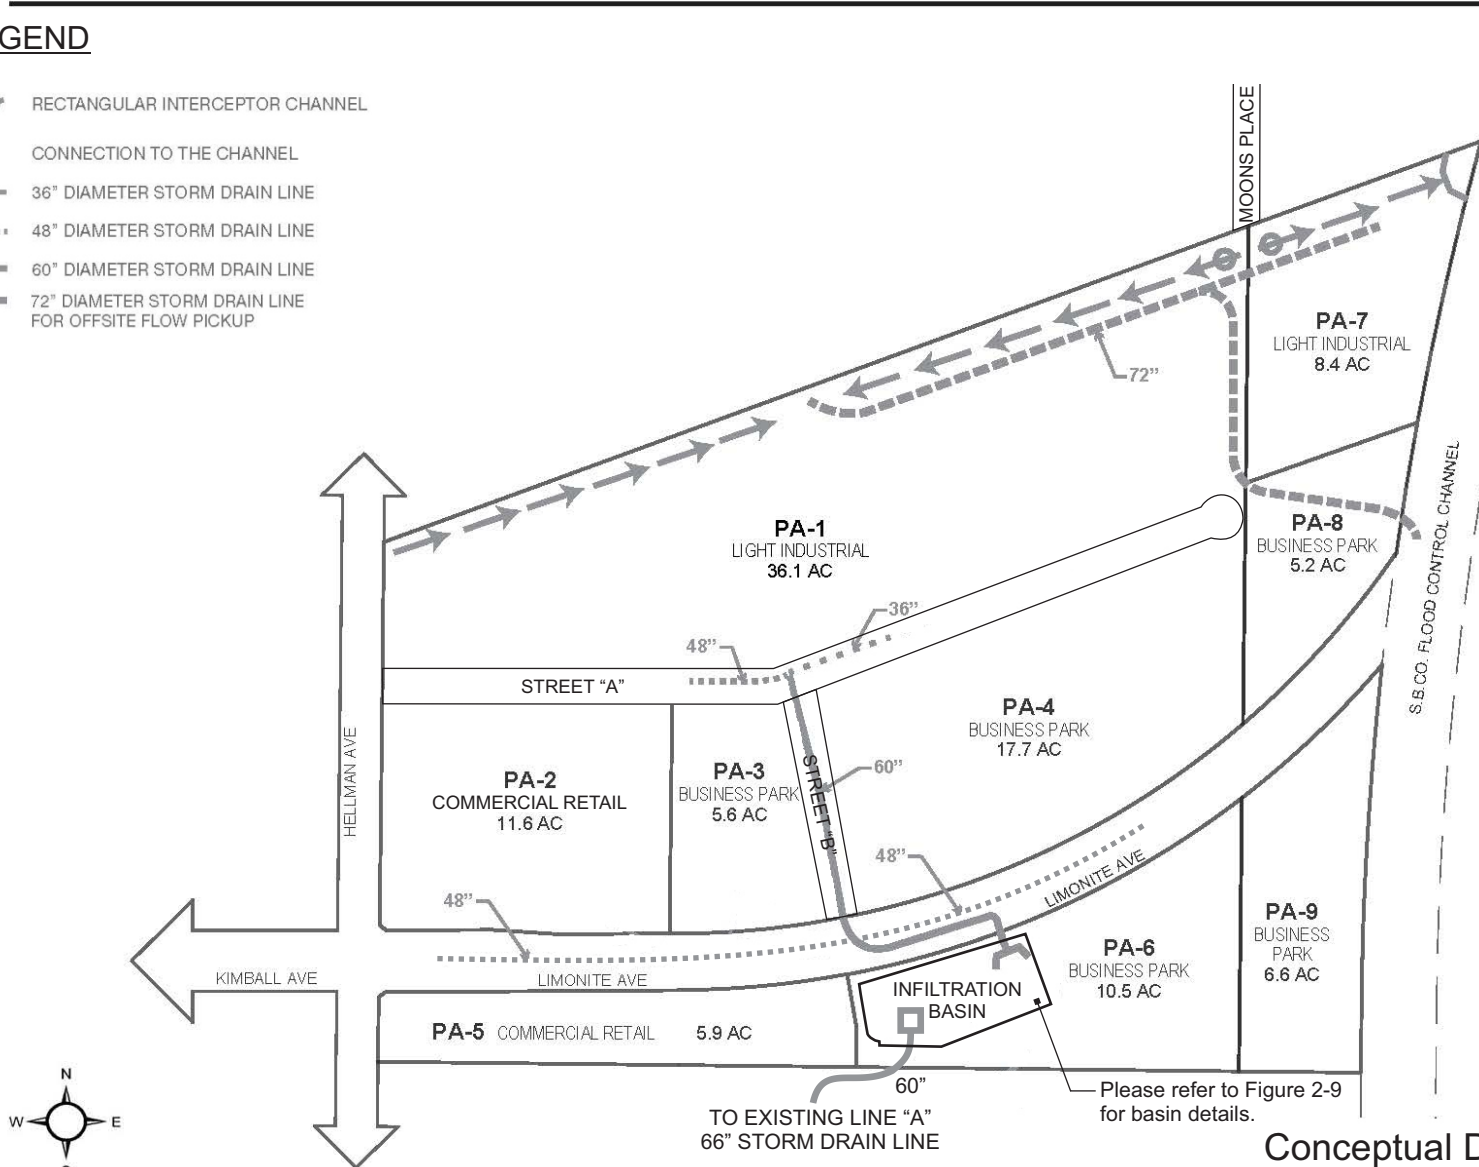 GEND
RECTANGULAR INTERCEPTOR CHANNEL
CONNECTION TO THE CHANNEL
36” DIAMETER STORM DRAIN LINE
48” DIAMETER STORM DRAIN LINE
60” DIAMETER STORM DRAIN LINE
72” DIAMETER STORM DRAIN LINE
FOR OFFSITE FLOW PICKUP
MOONS PLACE
PA-7
LIGHT INDUSTRIAL
8.4 AC
72”
PA-1
LIGHT INDUSTRIAL
36.1 AC
PA-8
BUSINESS PARK
5.2 AC
S.B.CO. FLOOD CONTROL CHANNEL
36”
48”
STREET “A”
PA-4
BUSINESS PARK
17.7 AC
HELLMAN AVE
PA-2
COMMERCIAL RETAIL
11.6 AC
PA-3
BUSINESS PARK
5.6 AC
STREET “B”
60”
48”
LIMONITE AVE
48”
PA-9
BUSINESS
PARK
6.6 AC
PA-6
BUSINESS PARK
10.5 AC
KIMBALL AVE
LIMONITE AVE
INFILTRATION
BASIN
PA-5 COMMERCIAL RETAIL 5.9 AC
60”
Please refer to Figure 2-9
for basin details.
TO EXISTING LINE “A”
66” STORM DRAIN LINE
N
W E
Conceptual D